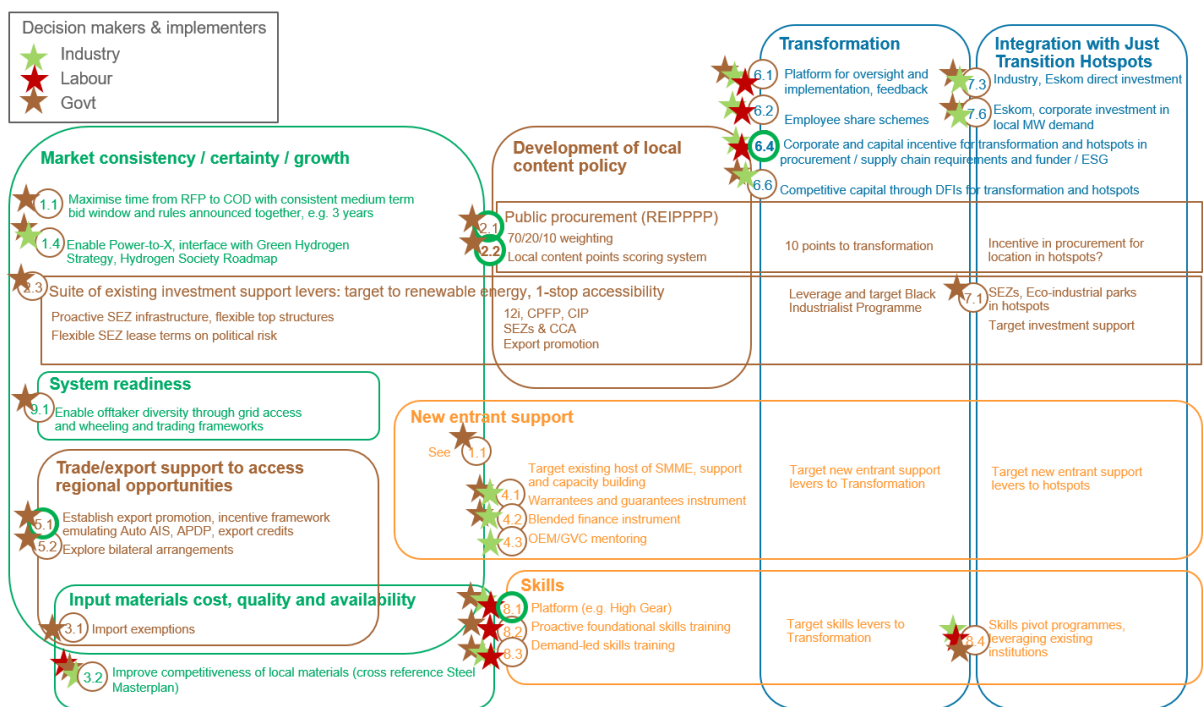 Decision makers & implementers
Industry
Labour
Govt
Transformation
6.1
Platform for oversight and
implementation, feedback
6.2
Employee share schemes
6.4
Corporate and capital incentive for transformation and hotspots in
procurement / supply chain requirements and funder / ESG
6.6
Competitive capital through DFIs for transformation and hotspots
Integration with Just
Transition Hotspots
7.3
Industry, Eskom direct investment
7.6
Eskom, corporate investment in
local MW demand
Market consistency / certainty / growth
1.1
Maximise time from RFP to COD with consistent medium term
bid window and rules announced together, e.g. 3 years
1.4
Enable Power-to-X, interface with Green Hydrogen
Strategy, Hydrogen Society Roadmap
Development of local
content policy
2.1
Public procurement (REIPPPP)
70/20/10 weighting
2.2
Local content points scoring system
10 points to transformation
Incentive in procurement for
location in hotspots?
2.3
Suite of existing investment support levers: target to renewable energy, 1-stop accessibility
Proactive SEZ infrastructure, flexible top structures
Flexible SEZ lease terms on political risk
12i, CPFP, CIP
SEZs & CCA
Export promotion
Leverage and target Black
Industrialist Programme
7.1
SEZs, Eco-industrial parks
in hotspots
Target investment support
System readiness
9.1
Enable offtaker diversity through grid access
and wheeling and trading frameworks
New entrant support
See
1.1
Target existing host of SMME, support
and capacity building
4.1
Warrantees and guarantees instrument
4.2
Blended finance instrument
4.3
OEM/GVC mentoring
Target new entrant support
levers to Transformation
Target new entrant support
levers to hotspots
Trade/export support to access
regional opportunities
5.1
Establish export promotion, incentive framework
emulating Auto AIS, APDP, export credits
5.2
Explore bilateral arrangements
Input materials cost, quality and availability
3.1
Import exemptions
3.2
Improve competitiveness of local materials (cross reference Steel
Masterplan)
Skills
8.1
Platform (e.g. High Gear)
8.2
Proactive foundational skills training
8.3
Demand-led skills training
Target skills levers to
Transformation
8.4
Skills pivot programmes,
leveraging existing
institutions